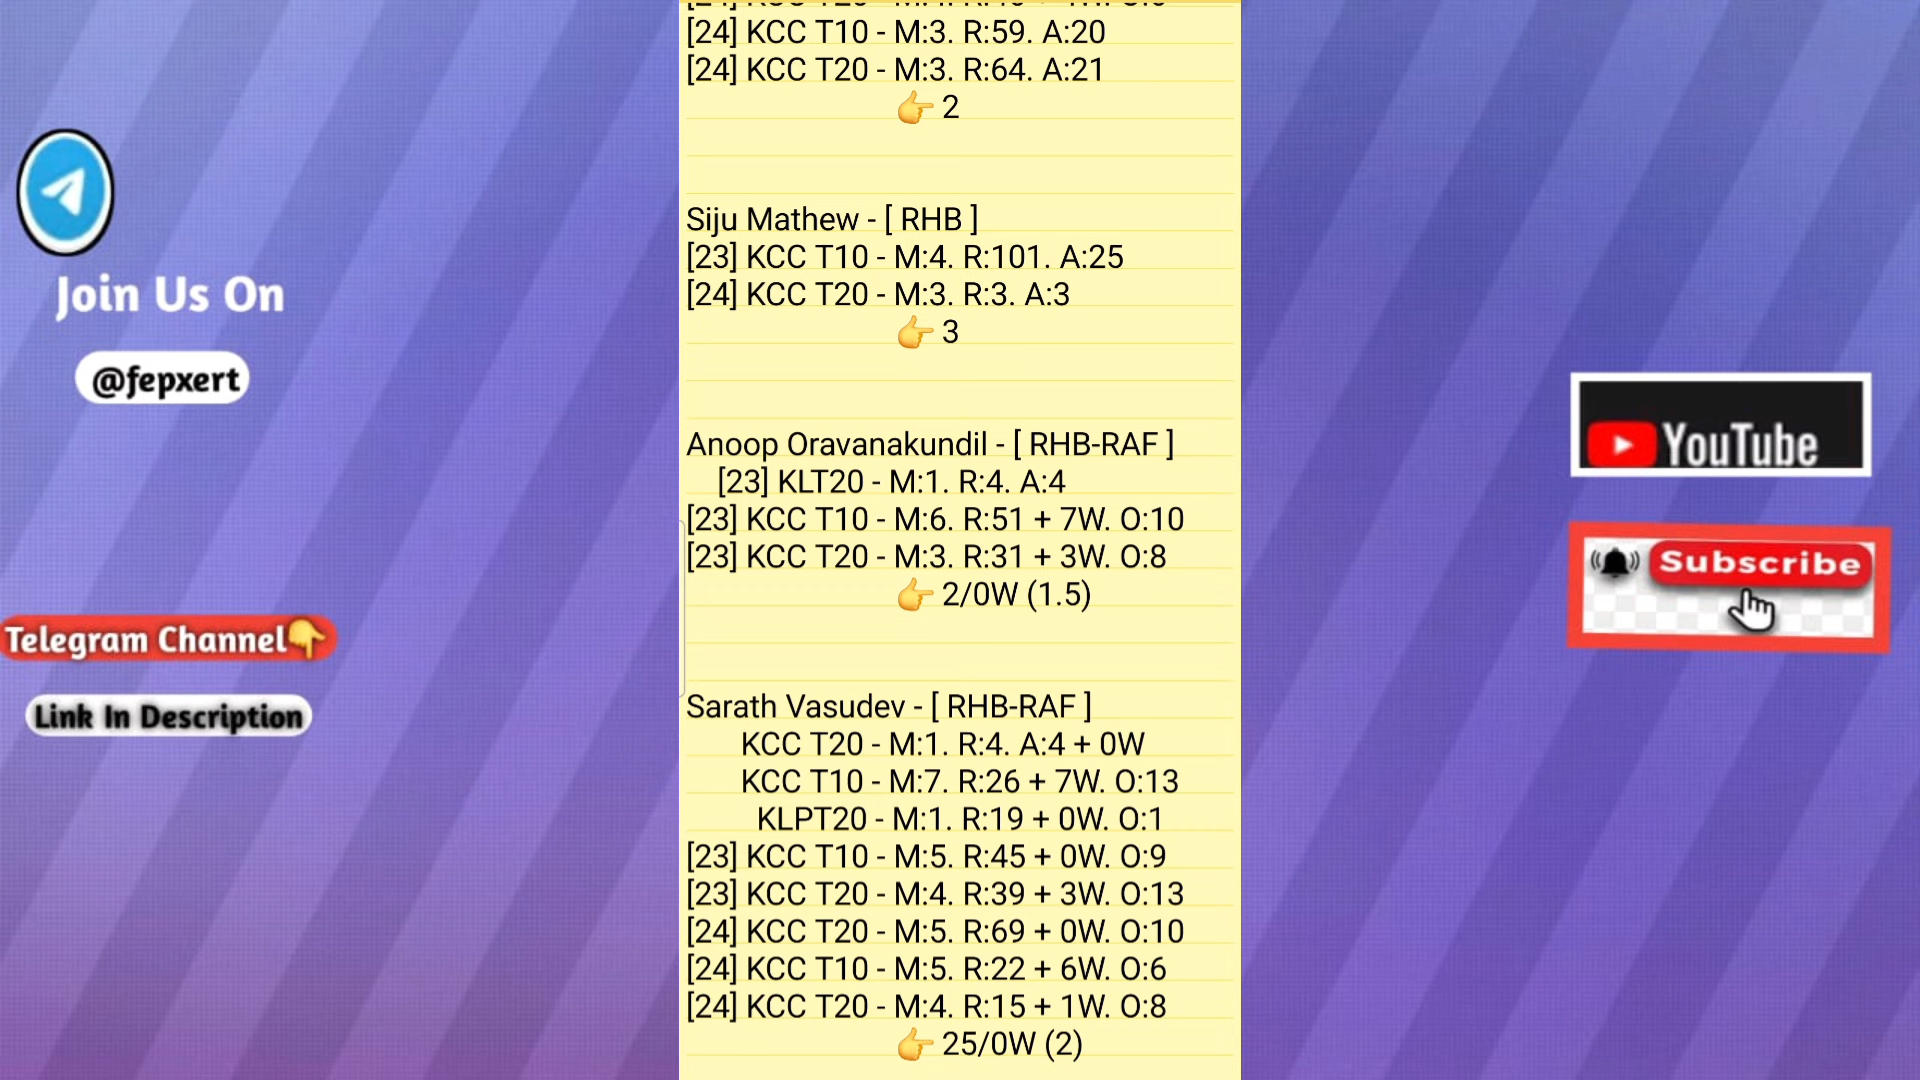 [24] KCC T10 - M:3. R:59. A:20
[24] KCC T20 - M:3. R:64. A:21
👉 2
Siju Mathew - [ RHB ]
[23] KCC T10 - M:4. R:101. A:25
[24] KCC T20 - M:3. R:3. A:3
👉 3
Anoop Oravanakundil - [ RHB-RAF ]
[23] KLT20 - M:1. R:4. A:4
[23] KCC T10 - M:6. R:51 + 7W. O:10
[23] KCC T20 - M:3. R:31 + 3W. O:8
👉 2/0W (1.5)
Sarath Vasudev - [ RHB-RAF ]
KCC T20 - M:1. R:4. A:4 + 0W
KCC T10 - M:7. R:26 + 7W. O:13
KLPT20 - M:1. R:19 + 0W. O:1
[23] KCC T10 - M:5. R:45 + 0W. O:9
[23] KCC T20 - M:4. R:39 + 3W. O:13
[24] KCC T20 - M:5. R:69 + 0W. O:10
[24] KCC T10 - M:5. R:22 + 6W. O:6
[24] KCC T20 - M:4. R:15 + 1W. O:8
👉 25/0W (2)
Join Us On
@fepxert
Telegram Channel👇
Link In Description
YouTube
Subscribe